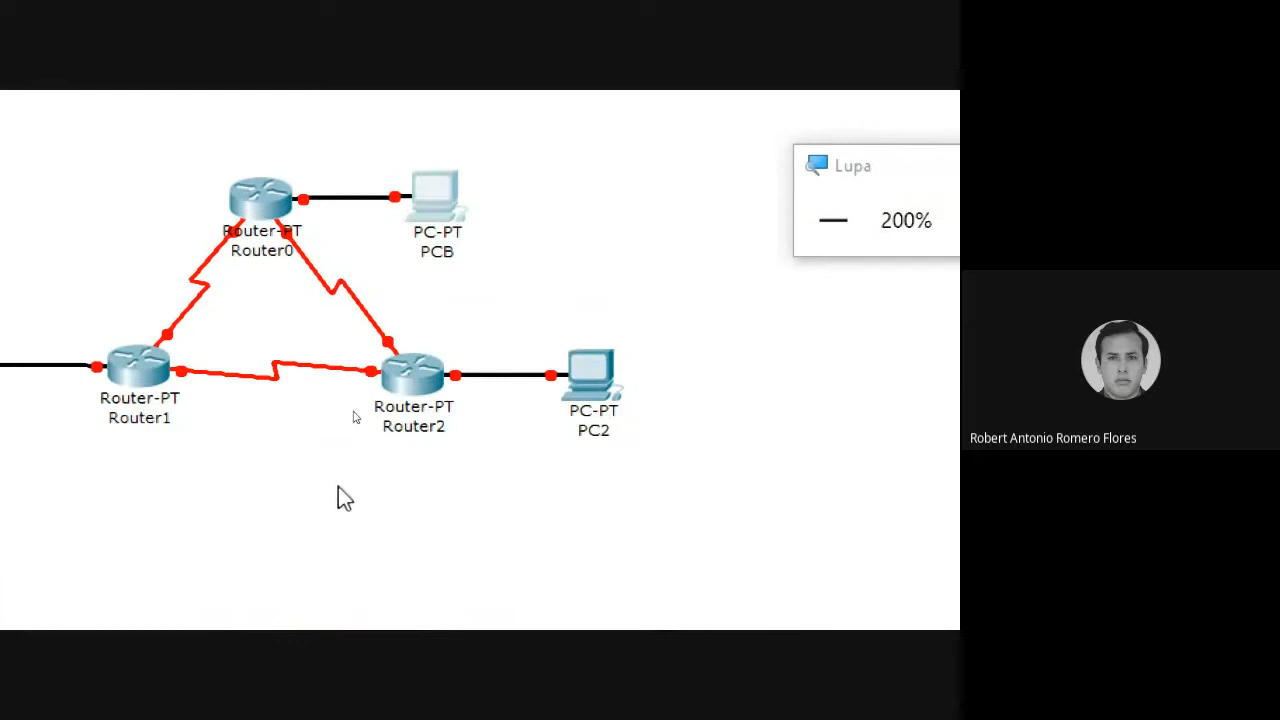 Lupa
200%
Router-PT
Router0
PC-PT
PCB
Router-PT
Router1
Router-PT
Router2
PC-PT
PC2
Robert Antonio Romero Flores